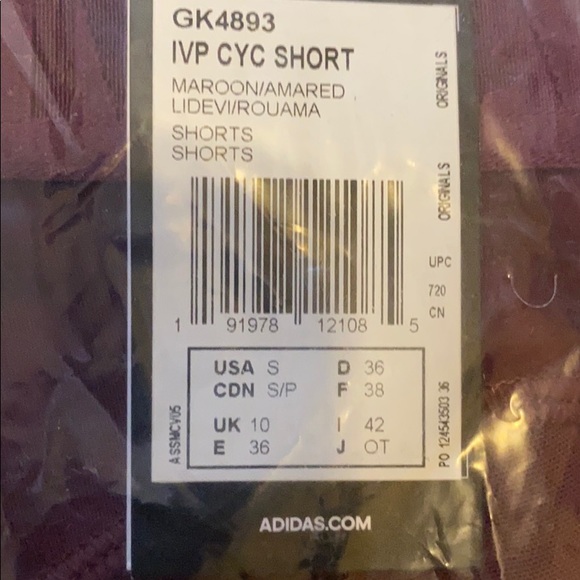 GK4893
IVP CYC SHORT
MAROON/AMARED
LIDEVI/ROUAMA
SHORTS
SHORTS
ORIGINALS
ORIGINALS
UPC
720
CN
1 91978 12108 5
USA S D 36
CDN S/P F 38
UK 10 I 42
E 36 J OT
ASSMCV05
PO 124543503 36
ADIDAS.COM